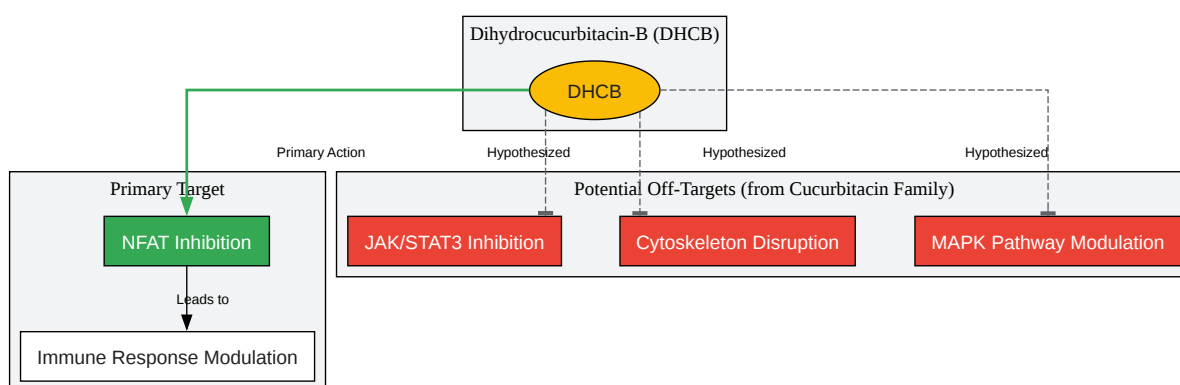 Dihydrocucurbitacin-B (DHCB)
DHCB
Primary Action
Hypothesized
Hypothesized
Hypothesized
Primary Target
Potential Off-Targets (from Cucurbitacin Family)
NFAT Inhibition
JAK/STAT3 Inhibition
Cytoskeleton Disruption
MAPK Pathway Modulation
Leads to
Immune Response Modulation